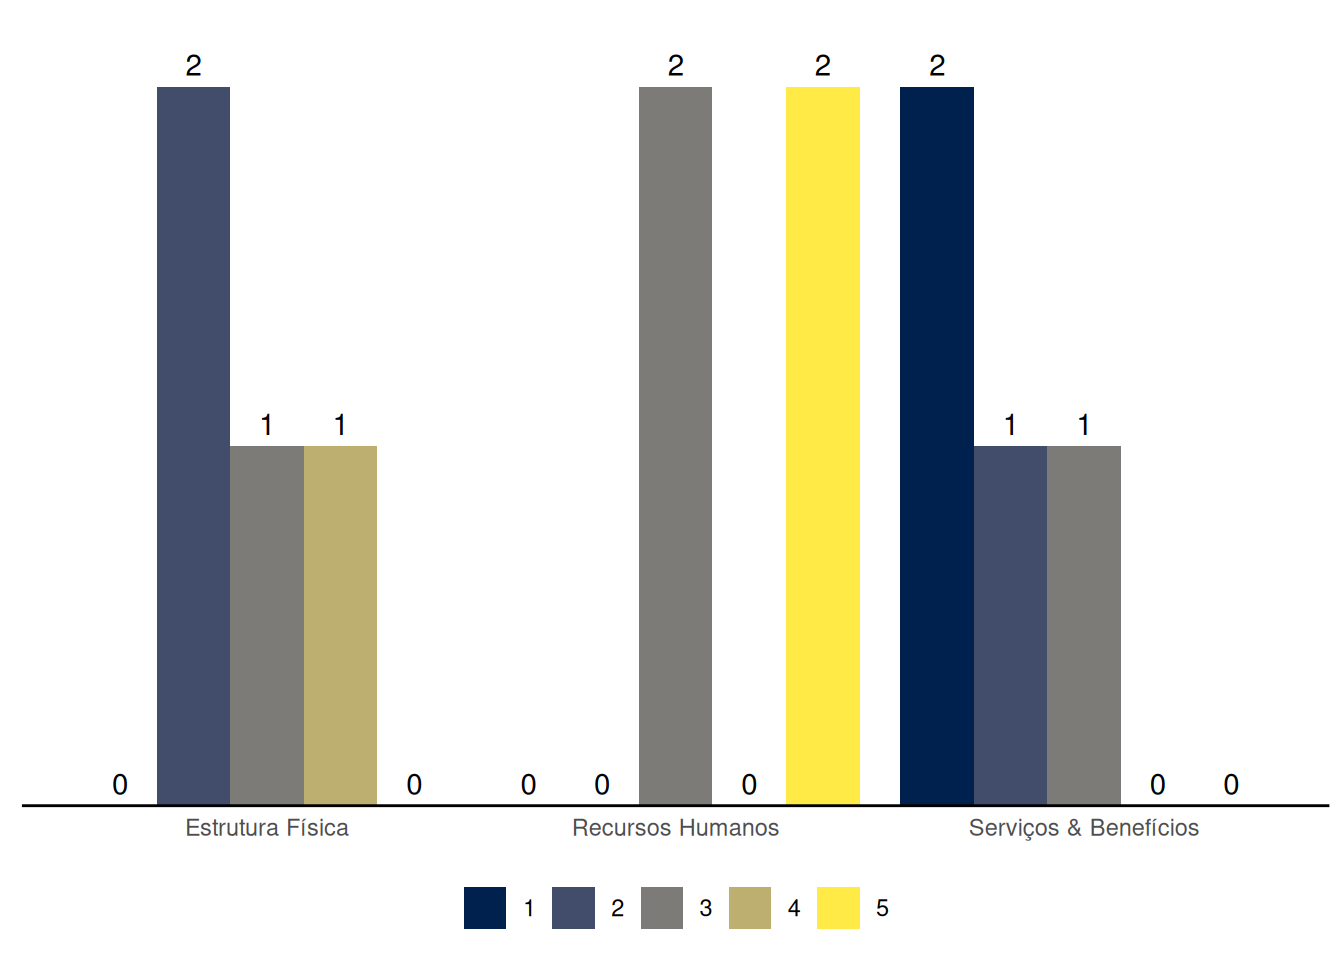 2 2 2 2
1 1 1 1
0 0 0 0 0 0 0
Estrutura Física Recursos Humanos Serviços & Benefícios
1 2 3 4 5